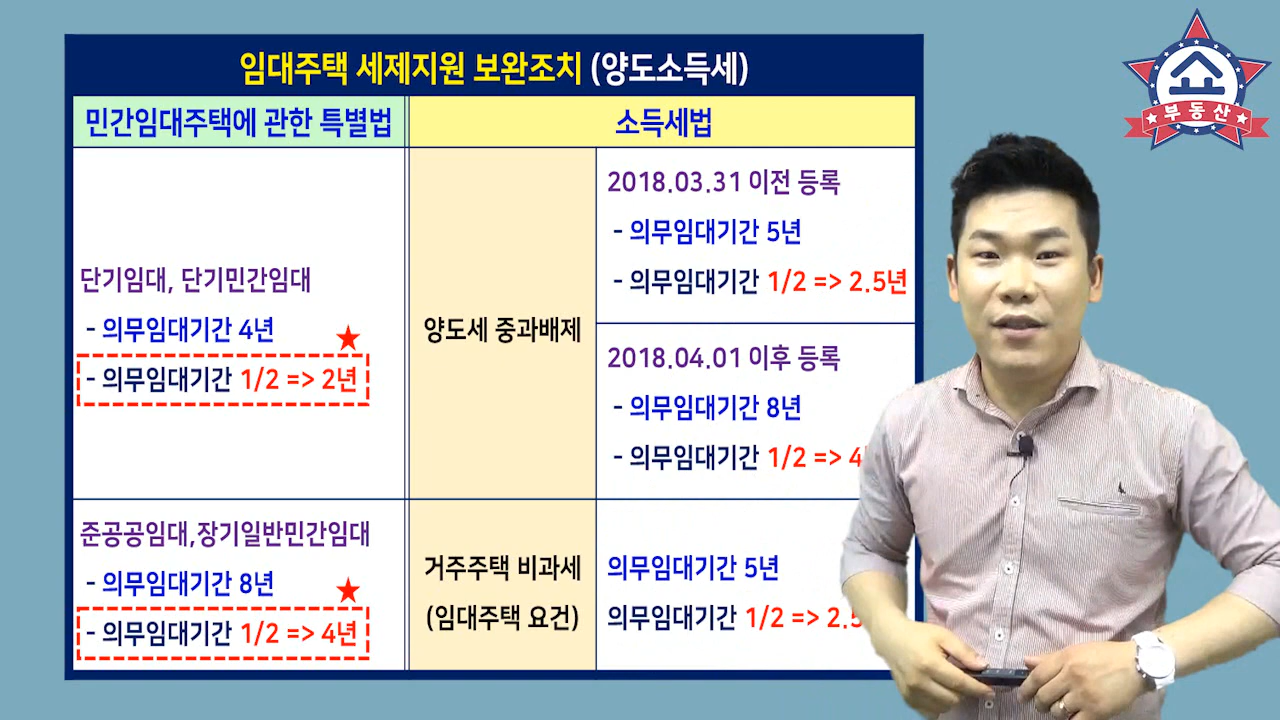 임대주택 세제지원 보완조치 (양도소득세)
민간임대주택에 관한 특별법
소득세법
단기임대, 단기민간임대
- 의무임대기간 4년
- 의무임대기간 1/2 => 2년
양도세 중과배제
2018.03.31 이전 등록
- 의무임대기간 5년
- 의무임대기간 1/2 => 2.5년
2018.04.01 이후 등록
- 의무임대기간 8년
- 의무임대기간 1/2 => 4
준공공임대,장기일반민간임대
- 의무임대기간 8년
- 의무임대기간 1/2 => 4년
거주주택 비과세
(임대주택 요건)
의무임대기간 5년
의무임대기간 1/2 => 2.5
부동산